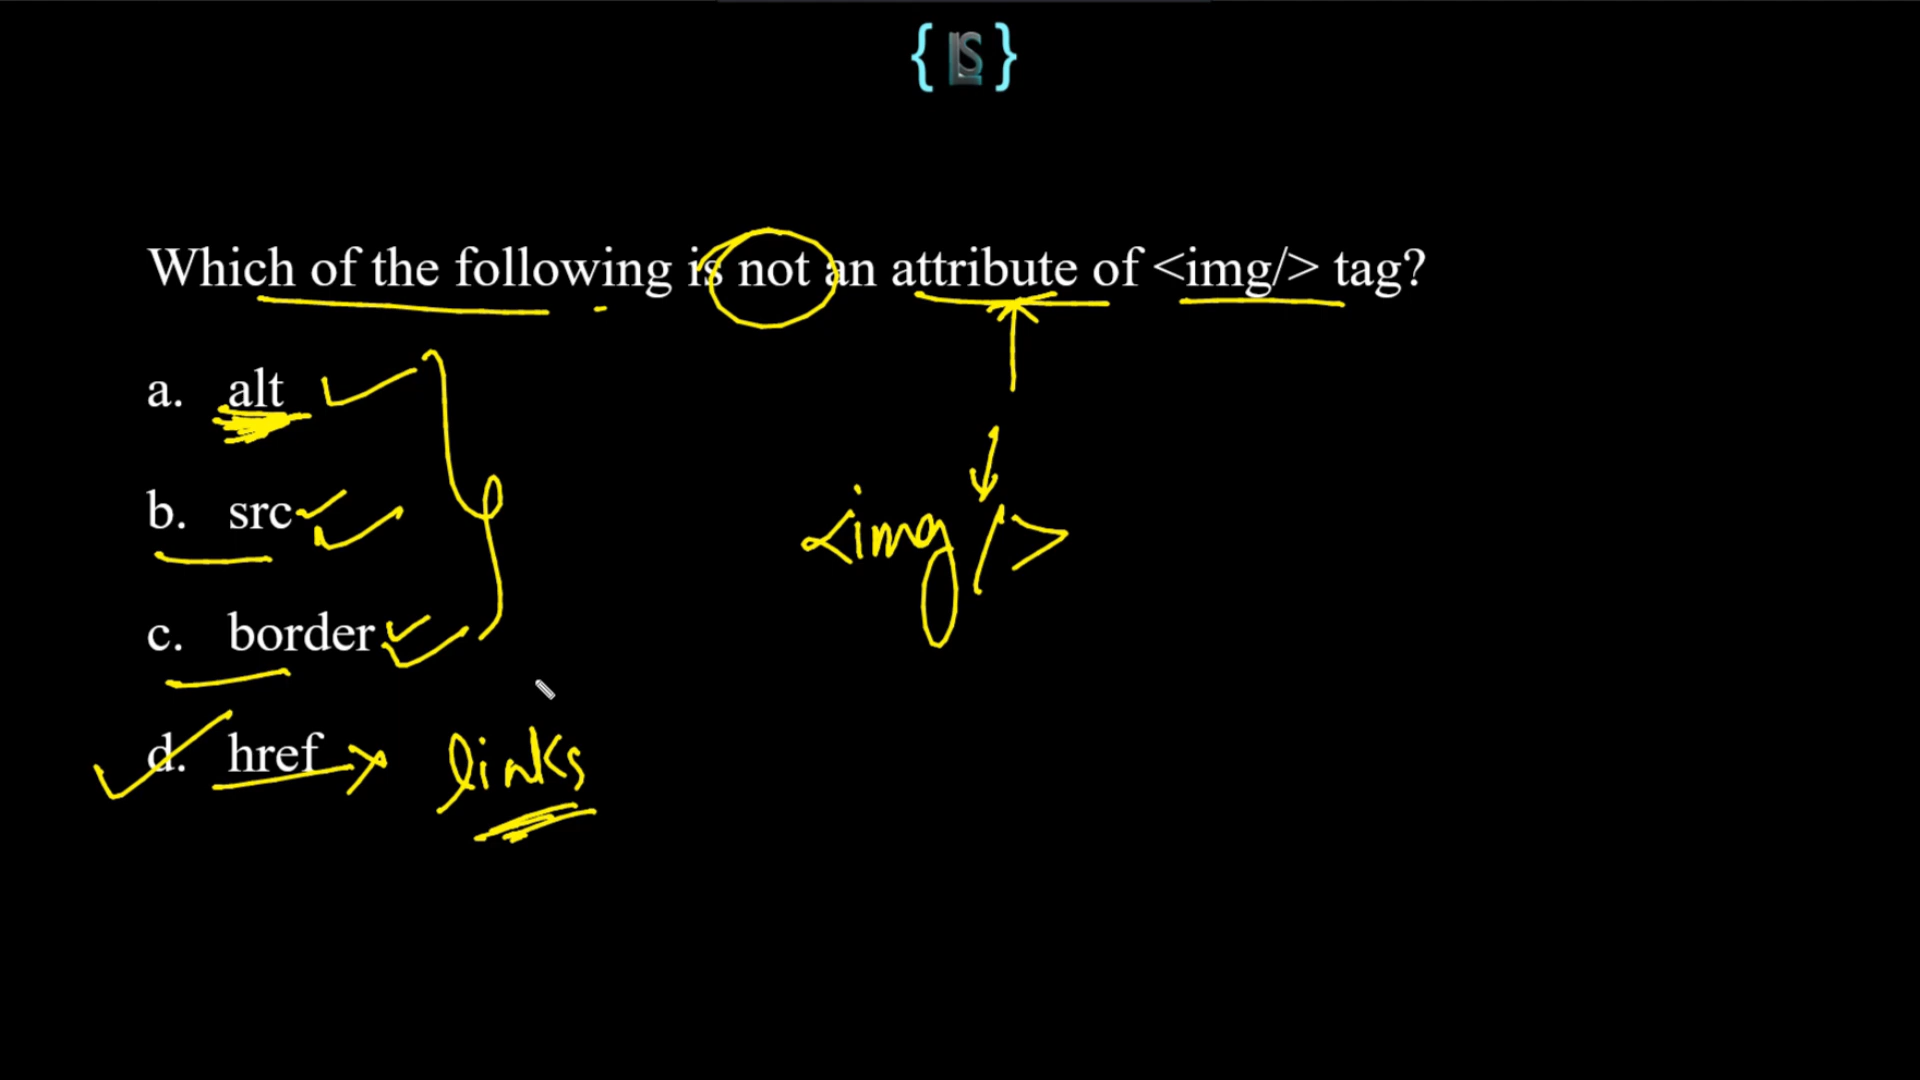 {LS}
Which of the following is not an attribute of <img/> tag?
a. alt
b. src
<img/>
c. border
d. href links